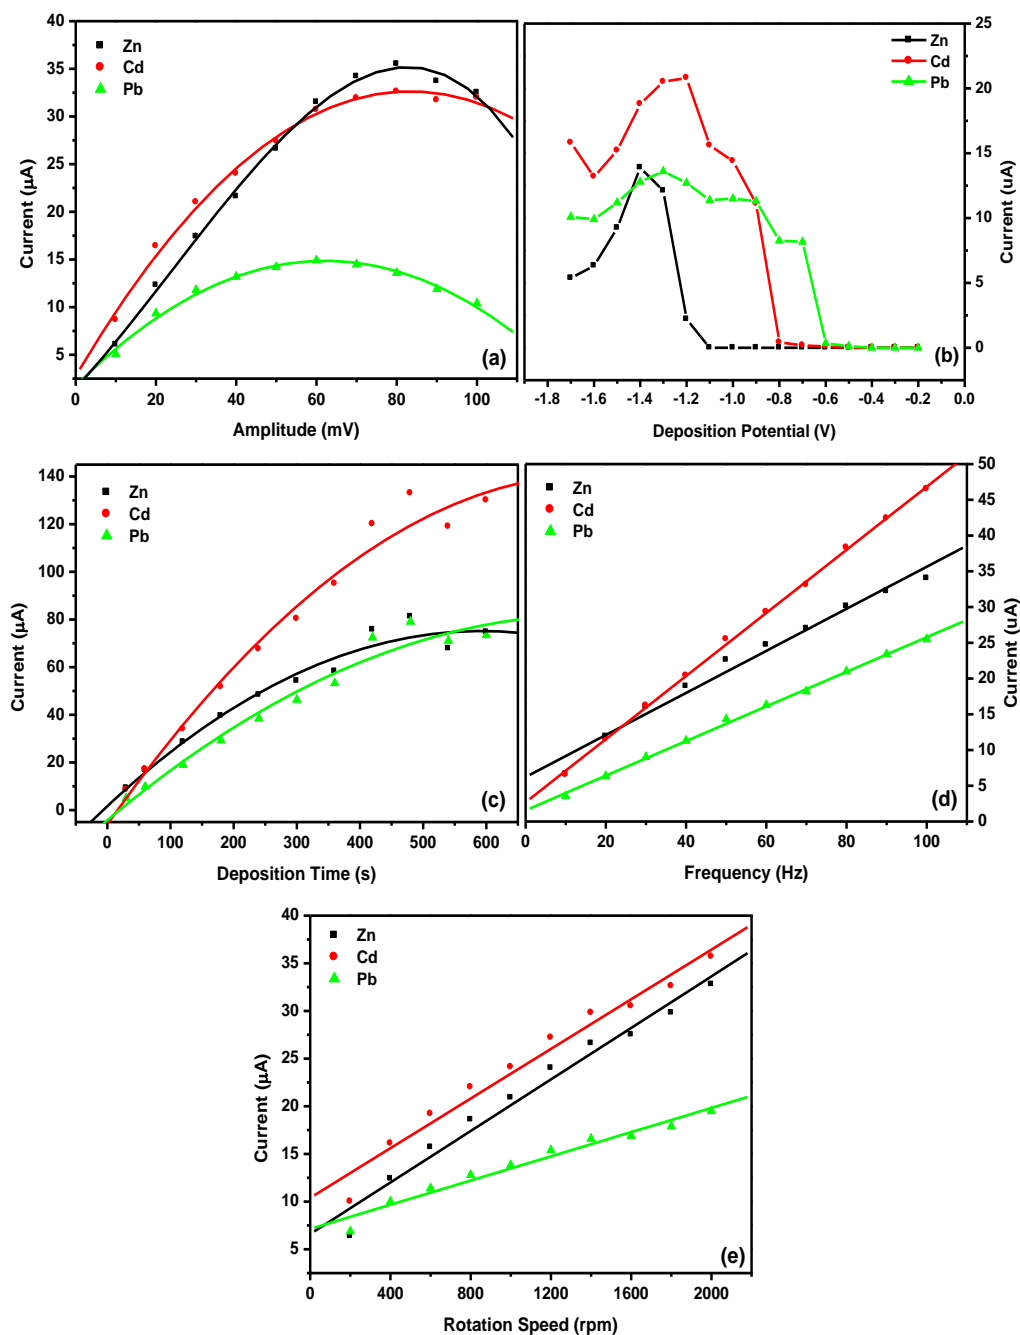 40
35
30
25
20
15
10
5
Current (µA)
Zn
Cd
Pb
(a)
0
20
40
60
80
100
Amplitude (mV)
Zn
Cd
Pb
25
20
15
10
5
0
Current (uA)
(b)
-1.8
-1.6
-1.4
-1.2
-1.0
-0.8
-0.6
-0.4
-0.2
0.0
Deposition Potential (V)
140
120
100
80
60
40
20
0
Current (µA)
Zn
Cd
Pb
(c)
0
100
200
300
400
500
600
Deposition Time (s)
Zn
Cd
Pb
50
45
40
35
30
25
20
15
10
5
0
Current (uA)
(d)
0
20
40
60
80
100
Frequency (Hz)
40
35
30
25
20
15
10
5
Current (µA)
Zn
Cd
Pb
(e)
0
400
800
1200
1600
2000
Rotation Speed (rpm)